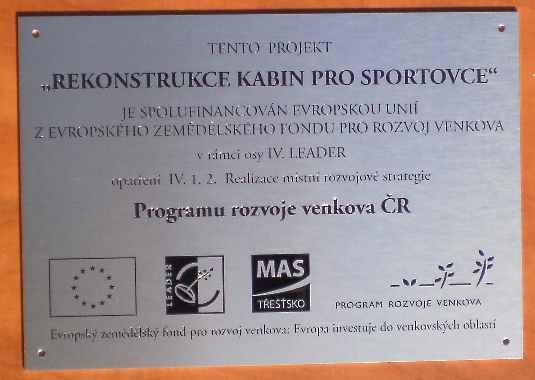 TENTO PROJEKT
„REKONSTRUKCE KABIN PRO SPORTOVCE“
JE SPOLUFINANCOVÁN EVROPSKOU UNIÍ
Z EVROPSKÉHO ZEMĚDĚLSKÉHO FONDU PRO ROZVOJ VENKOVA
v rámci osy IV. LEADER
opatření IV. 1. 2. Realizace místní rozvojové strategie
Programu rozvoje venkova ČR
LEADER
MAS
TŘEŠŤSKO
PROGRAM ROZVOJE VENKOVA
Evropský zemědělský fond pro rozvoj venkova: Evropa investuje do venkovských oblastí